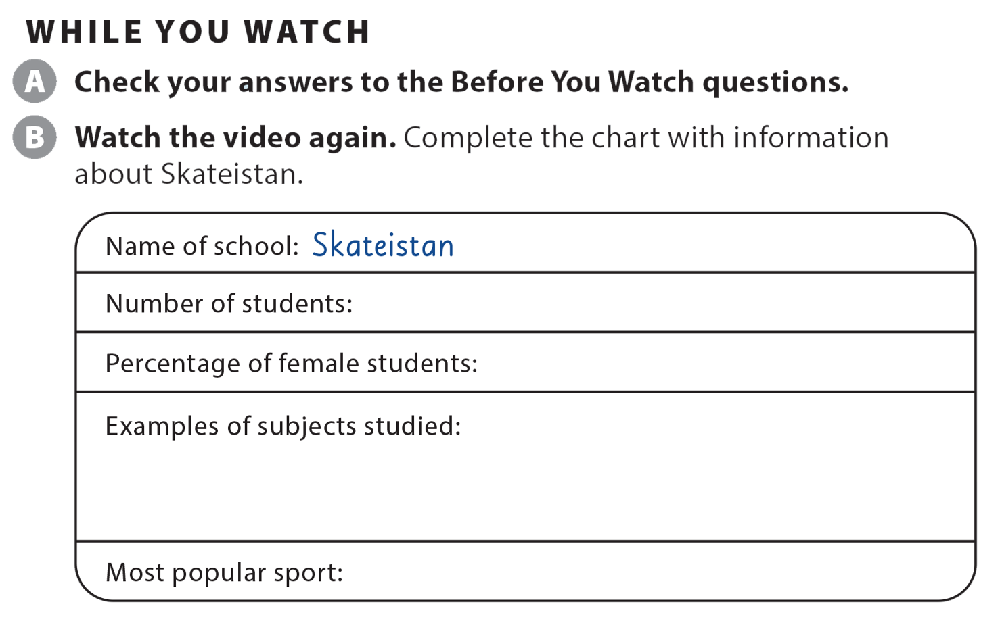 WHILE YOU WATCH
A Check your answers to the Before You Watch questions.
B Watch the video again. Complete the chart with information
about Skateistan.
Name of school: Skateistan
Number of students:
Percentage of female students:
Examples of subjects studied:
Most popular sport: